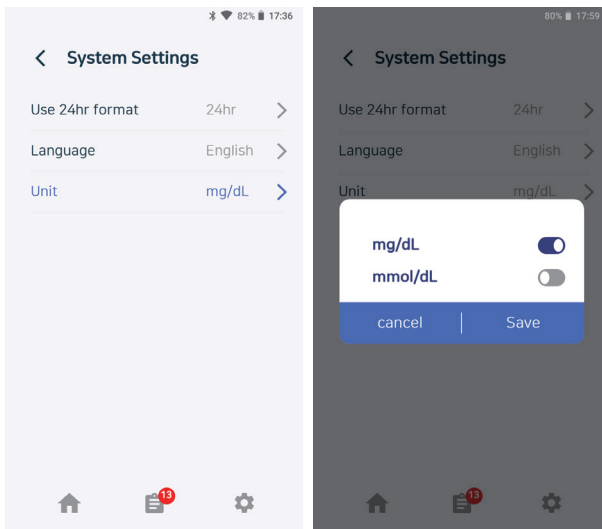 82% 17:36
System Settings
Use 24hr format 24hr
Language English
Unit mg/dL
13
80% 17:59
System Settings
Use 24hr format 24hr
Language English
Unit mg/dL
mg/dL
mmol/dL
cancel Save
13